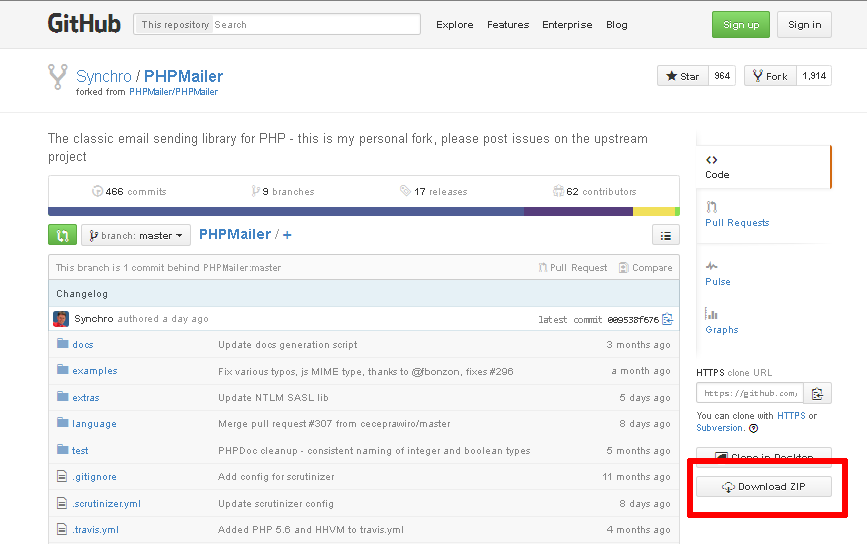 GitHub This repository Search Explore Features Enterprise Blog Sign up Sign in
Synchro / PHPMailer Star 964 Fork 1,914
forked from PHPMailer/PHPMailer
The classic email sending library for PHP - this is my personal fork, please post issues on the upstream
project
466 commits 9 branches 17 releases 62 contributors
branch: master PHPMailer / +
This branch is 1 commit behind PHPMailer:master Pull Request Compare
Changelog
Synchro authored a day ago latest commit 009538f676
docs Update docs generation script 3 months ago
examples Fix various typos, js MIME type, thanks to @fbonzon, fixes #296 a month ago
extras Update NTLM SASL lib 5 days ago
language Merge pull request #307 from ceceprawiro/master 8 days ago
test PHPDoc cleanup - consistent naming of integer and boolean types 5 months ago
.gitignore Add config for scrutinizer 11 months ago
.scrutinizer.yml Update scrutinizer config 8 days ago
.travis.yml Added PHP 5.6 and HHVM to travis.yml 4 months ago
Code
Pull Requests
Pulse
Graphs
HTTPS clone URL
https://github.com/
You can clone with HTTPS or
Subversion.
Clone in Desktop
Download ZIP